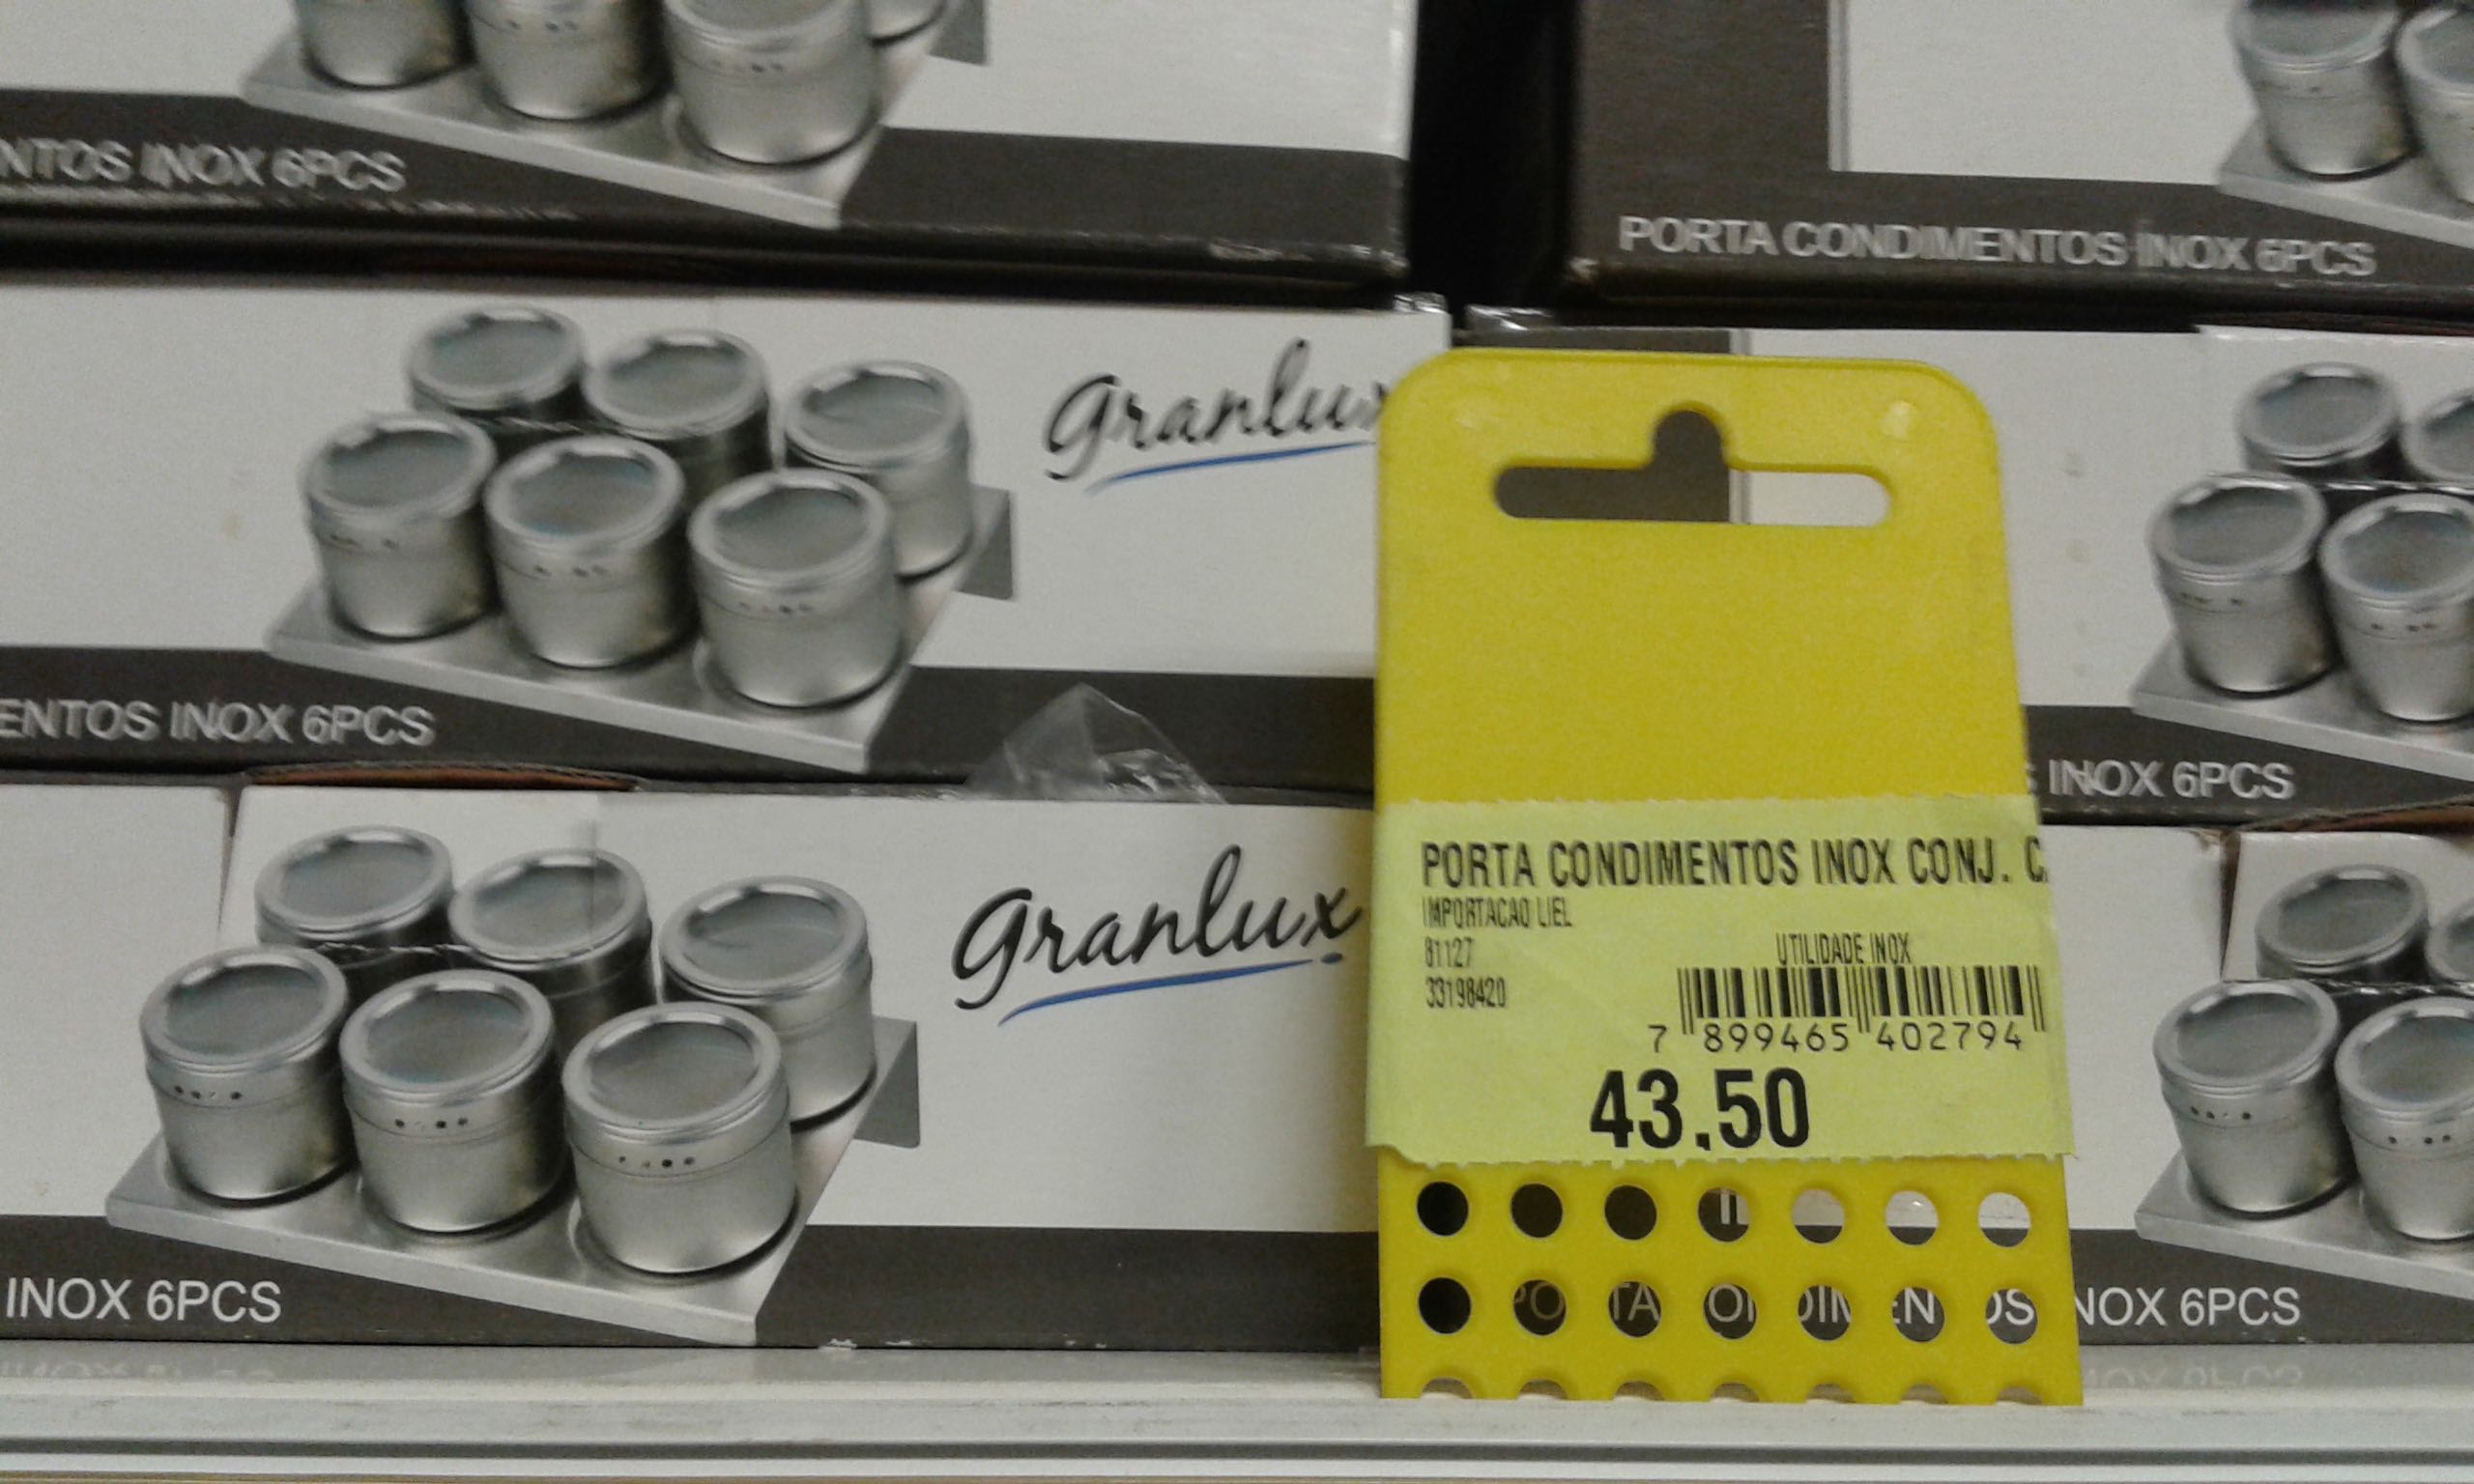 NTOS INOX 6PCS
PORTA CONDIMENTOS INOX 6PCS
granlux
ENTOS INOX 6PCS
INOX 6PCS
granlux
INOX 6PCS
PORTA CONDIMENTOS INOX CONJ. C
IMPORTACAO LIEL
81127
UTILIDADE INOX
33198420
7 899465 402794
43.50
NOX 6PCS